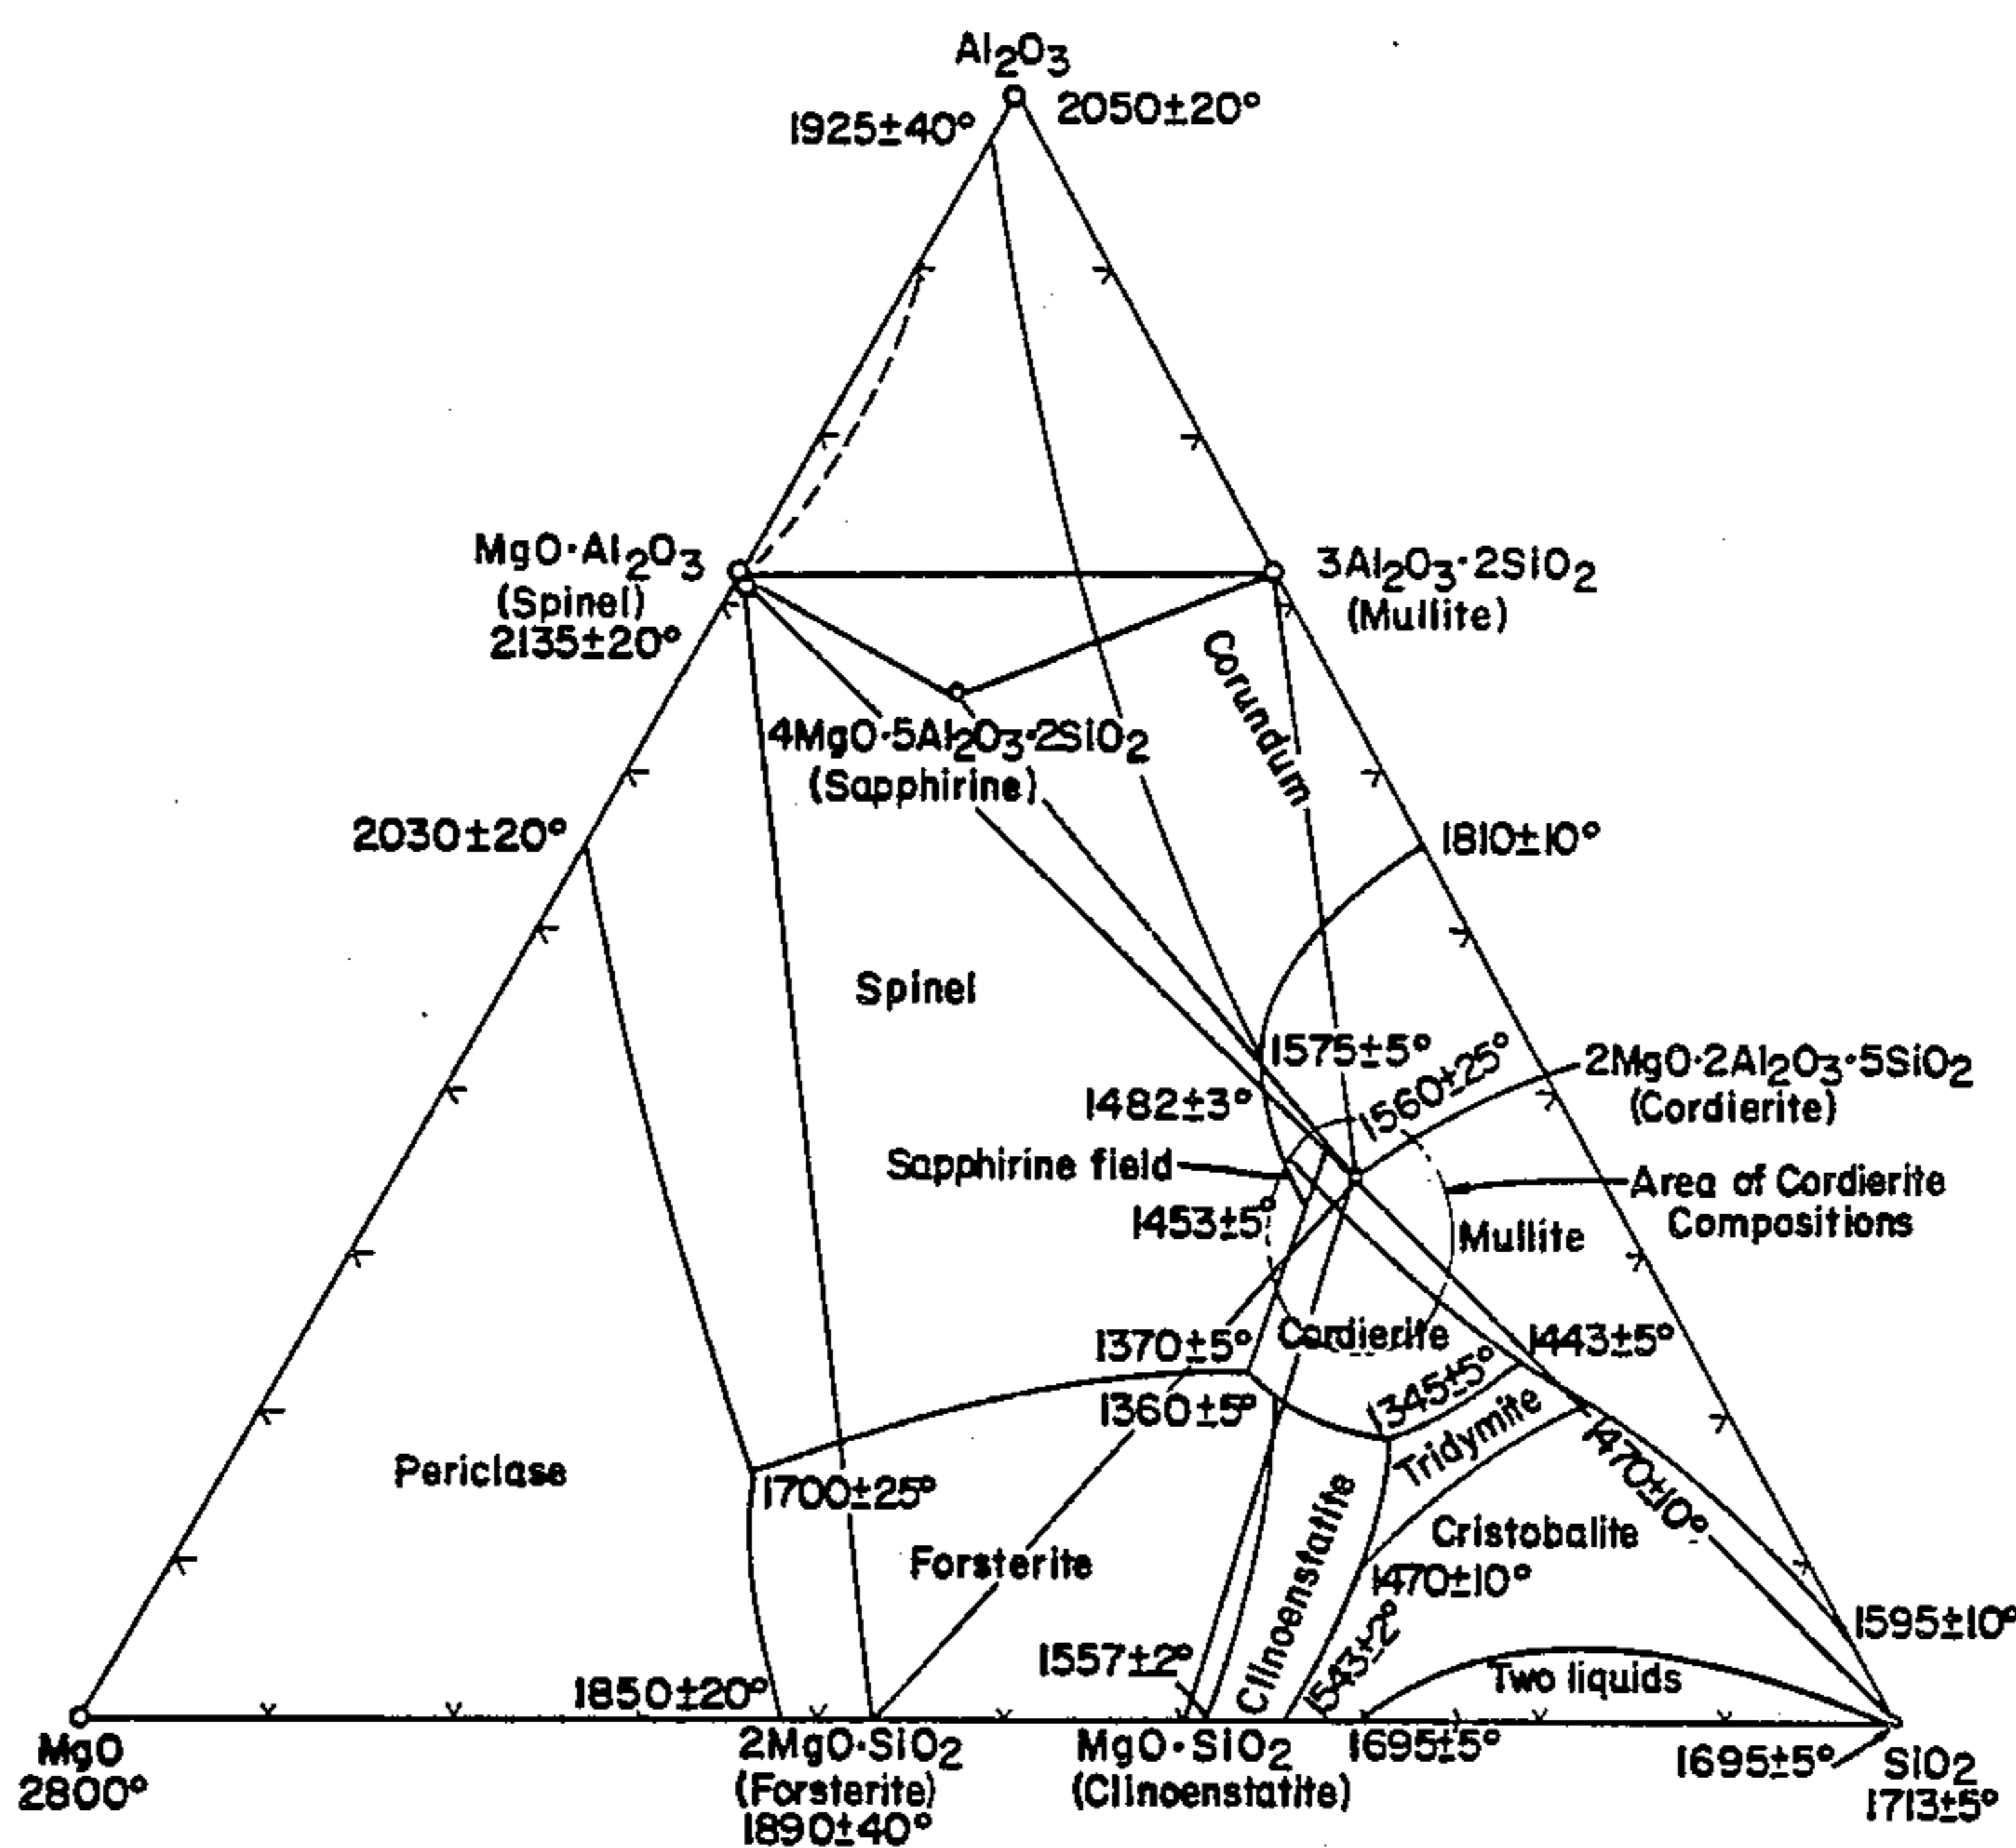 Al2O3
1925±40°
2050±20°
MgO·Al2O3
(Spinel)
2135±20°
3Al2O3·2SiO2
(Mullite)
Corundum
4MgO·5Al2O3·2SiO2
(Sapphirine)
2030±20°
1810±10°
Spinel
1575±5°
1560±25°
2MgO·2Al2O3·5SiO2
(Cordierite)
1482±3°
Sapphirine field
Area of Cordierite
Compositions
1453±5°
Mullite
1370±5°
Cordierite
1443±5°
1360±5°
1345±5°
Tridymite
1470±10°
Periclase
1700±25°
Forsterite
Clinoenstatite
Cristobalite
1470±10°
1543±2°
1595±10°
1557±2°
Two liquids
1850±20°
MgO
2800°
2MgO·SiO2
(Forsterite)
1890±40°
MgO·SiO2
(Clinoenstatite)
1695±5°
1695±5°
SiO2
1713±5°